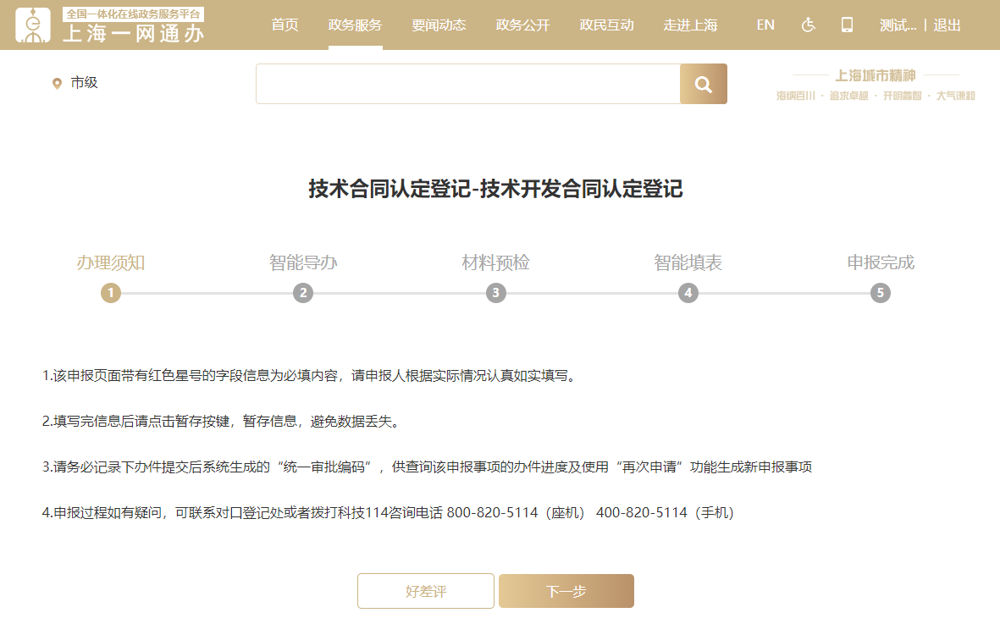 全国一体化在线政务服务平台
上海一网通办
首页 政务服务 要闻动态 政务公开 政民互动 走进上海 EN 测试... | 退出
市级
上海城市精神
海纳百川 · 追求卓越 · 开明睿智 · 大气谦和
技术合同认定登记-技术开发合同认定登记
办理须知 智能导办 材料预检 智能填表 申报完成
1 2 3 4 5
1.该申报页面带有红色星号的字段信息为必填内容，请申报人根据实际情况认真如实填写。
2.填写完信息后请点击暂存按键，暂存信息，避免数据丢失。
3.请务必记录下办件提交后系统生成的“统一审批编码”，供查询该申报事项的办件进度及使用“再次申请”功能生成新申报事项
4.申报过程如有疑问，可联系对口登记处或者拨打科技114咨询电话 800-820-5114（座机） 400-820-5114（手机）
好差评 下一步